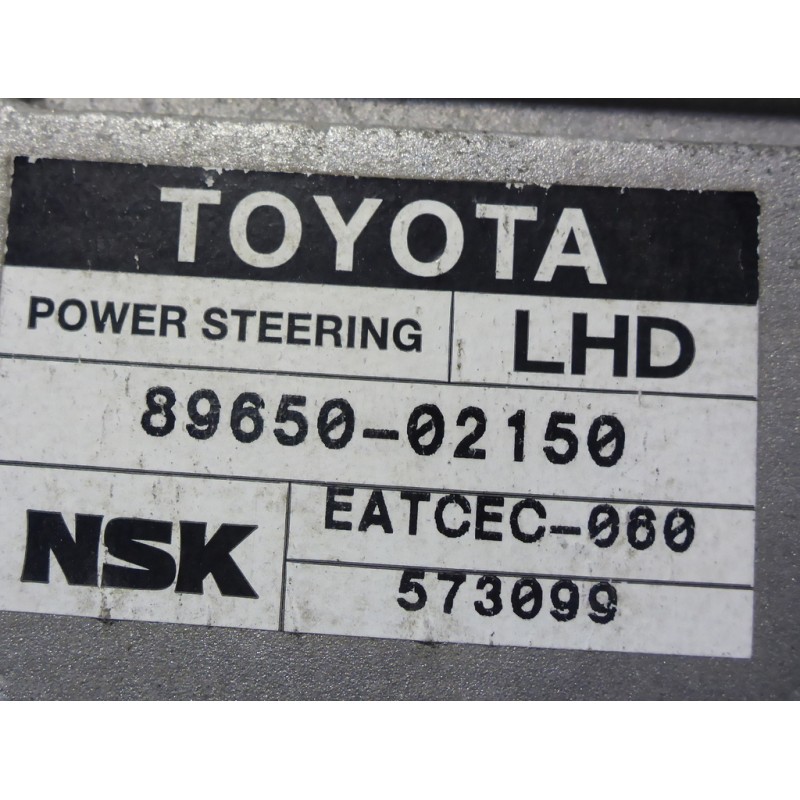 TOYOTA
POWER STEERING
LHD
89650-02150
NSK
EATCEC-060
573099